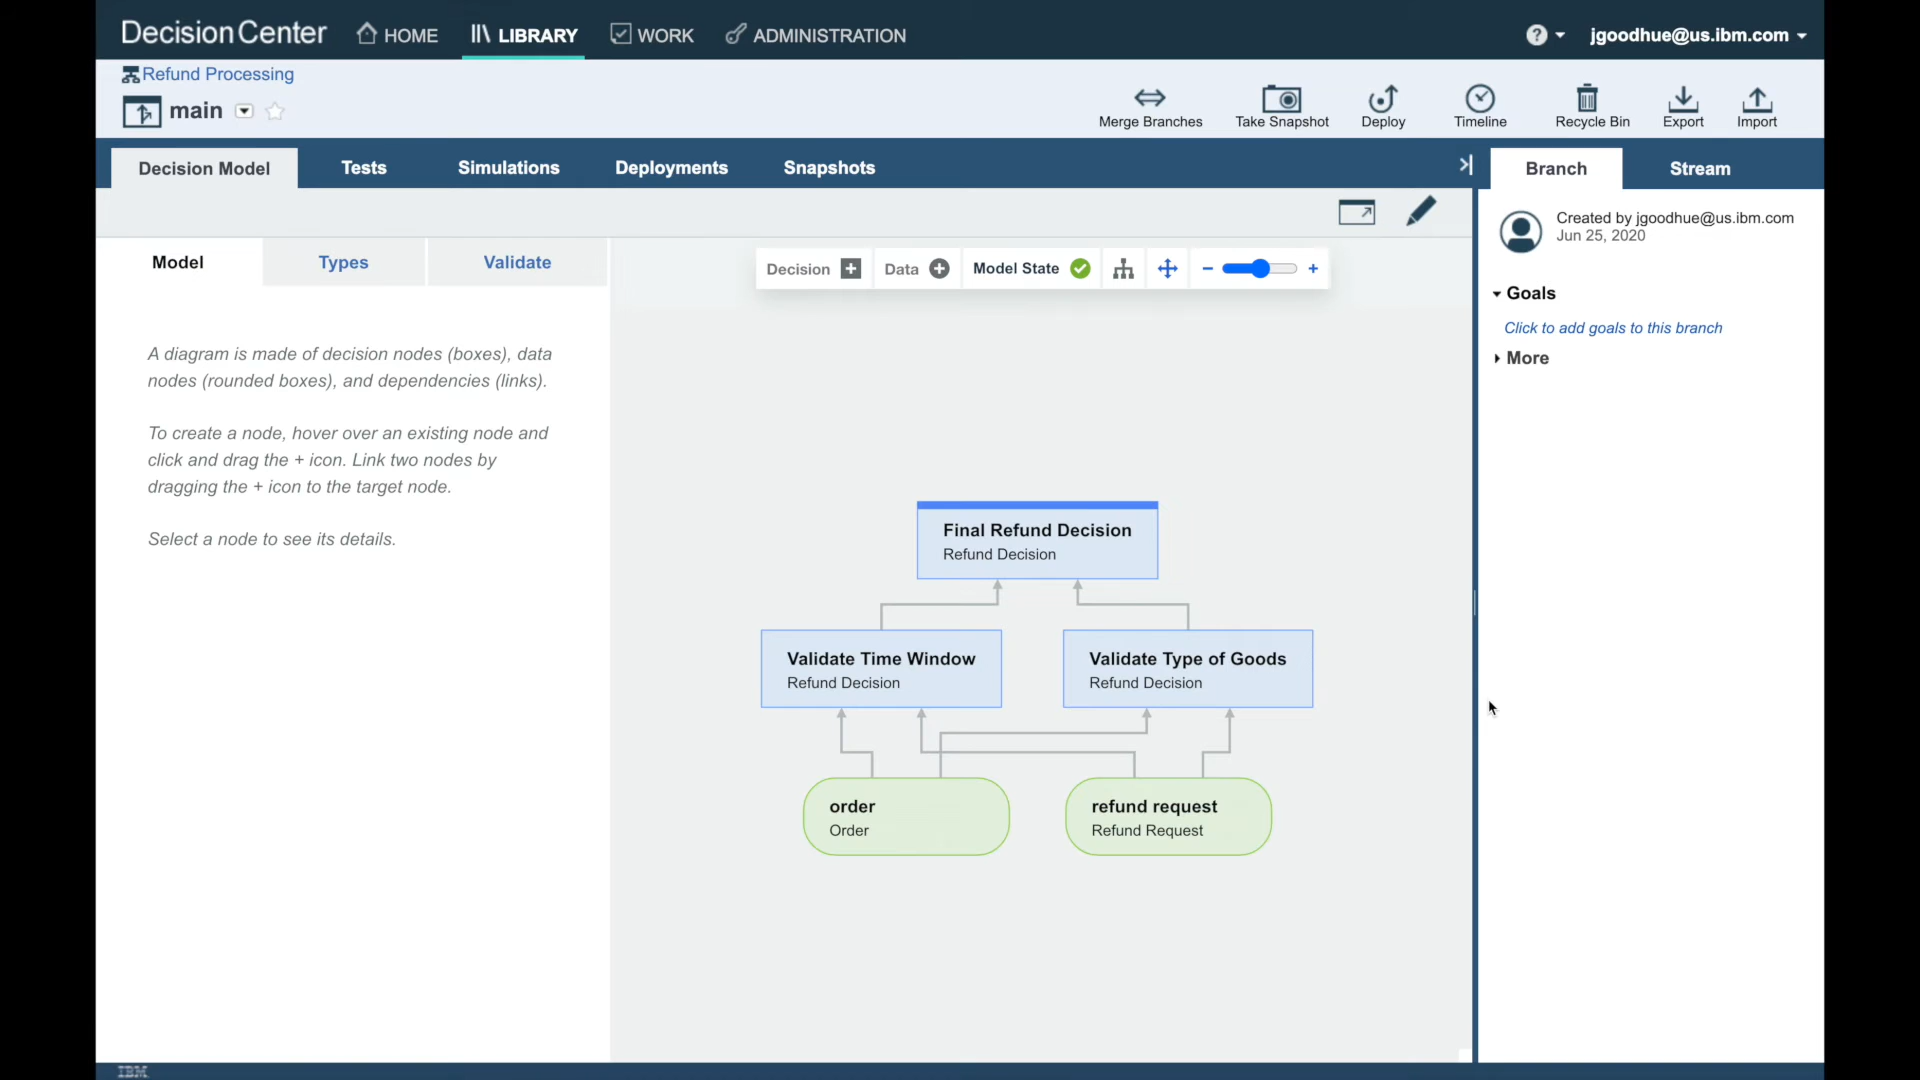 Decision Center
HOME
LIBRARY
WORK
ADMINISTRATION
?
jgoodhue@us.ibm.com
Refund Processing
main
Merge Branches
Take Snapshot
Deploy
Timeline
Recycle Bin
Export
Import
Decision Model
Tests
Simulations
Deployments
Snapshots
Branch
Stream
Model
Types
Validate
Decision
Data
Model State
Created by jgoodhue@us.ibm.com
Jun 25, 2020
Goals
Click to add goals to this branch
More
A diagram is made of decision nodes (boxes), data
nodes (rounded boxes), and dependencies (links).
To create a node, hover over an existing node and
click and drag the + icon. Link two nodes by
dragging the + icon to the target node.
Select a node to see its details.
Final Refund Decision
Refund Decision
Validate Time Window
Refund Decision
Validate Type of Goods
Refund Decision
order
Order
refund request
Refund Request
IBM